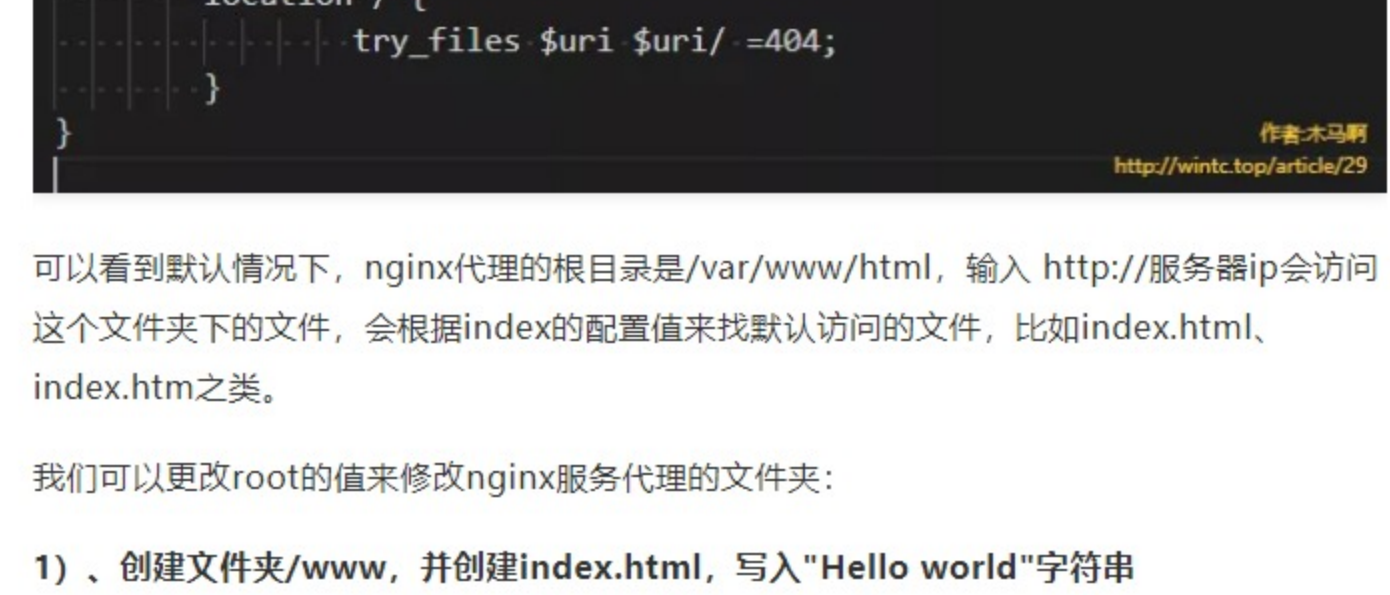 location / {
try_files $uri $uri/ =404;
}
}
作者:木马啊
http://wintc.top/article/29
可以看到默认情况下，nginx代理的根目录是/var/www/html，输入 http://服务器ip会访问
这个文件夹下的文件，会根据index的配置值来找默认访问的文件，比如index.html、
index.htm之类。
我们可以更改root的值来修改nginx服务代理的文件夹：
1）、创建文件夹/www，并创建index.html，写入"Hello world"字符串